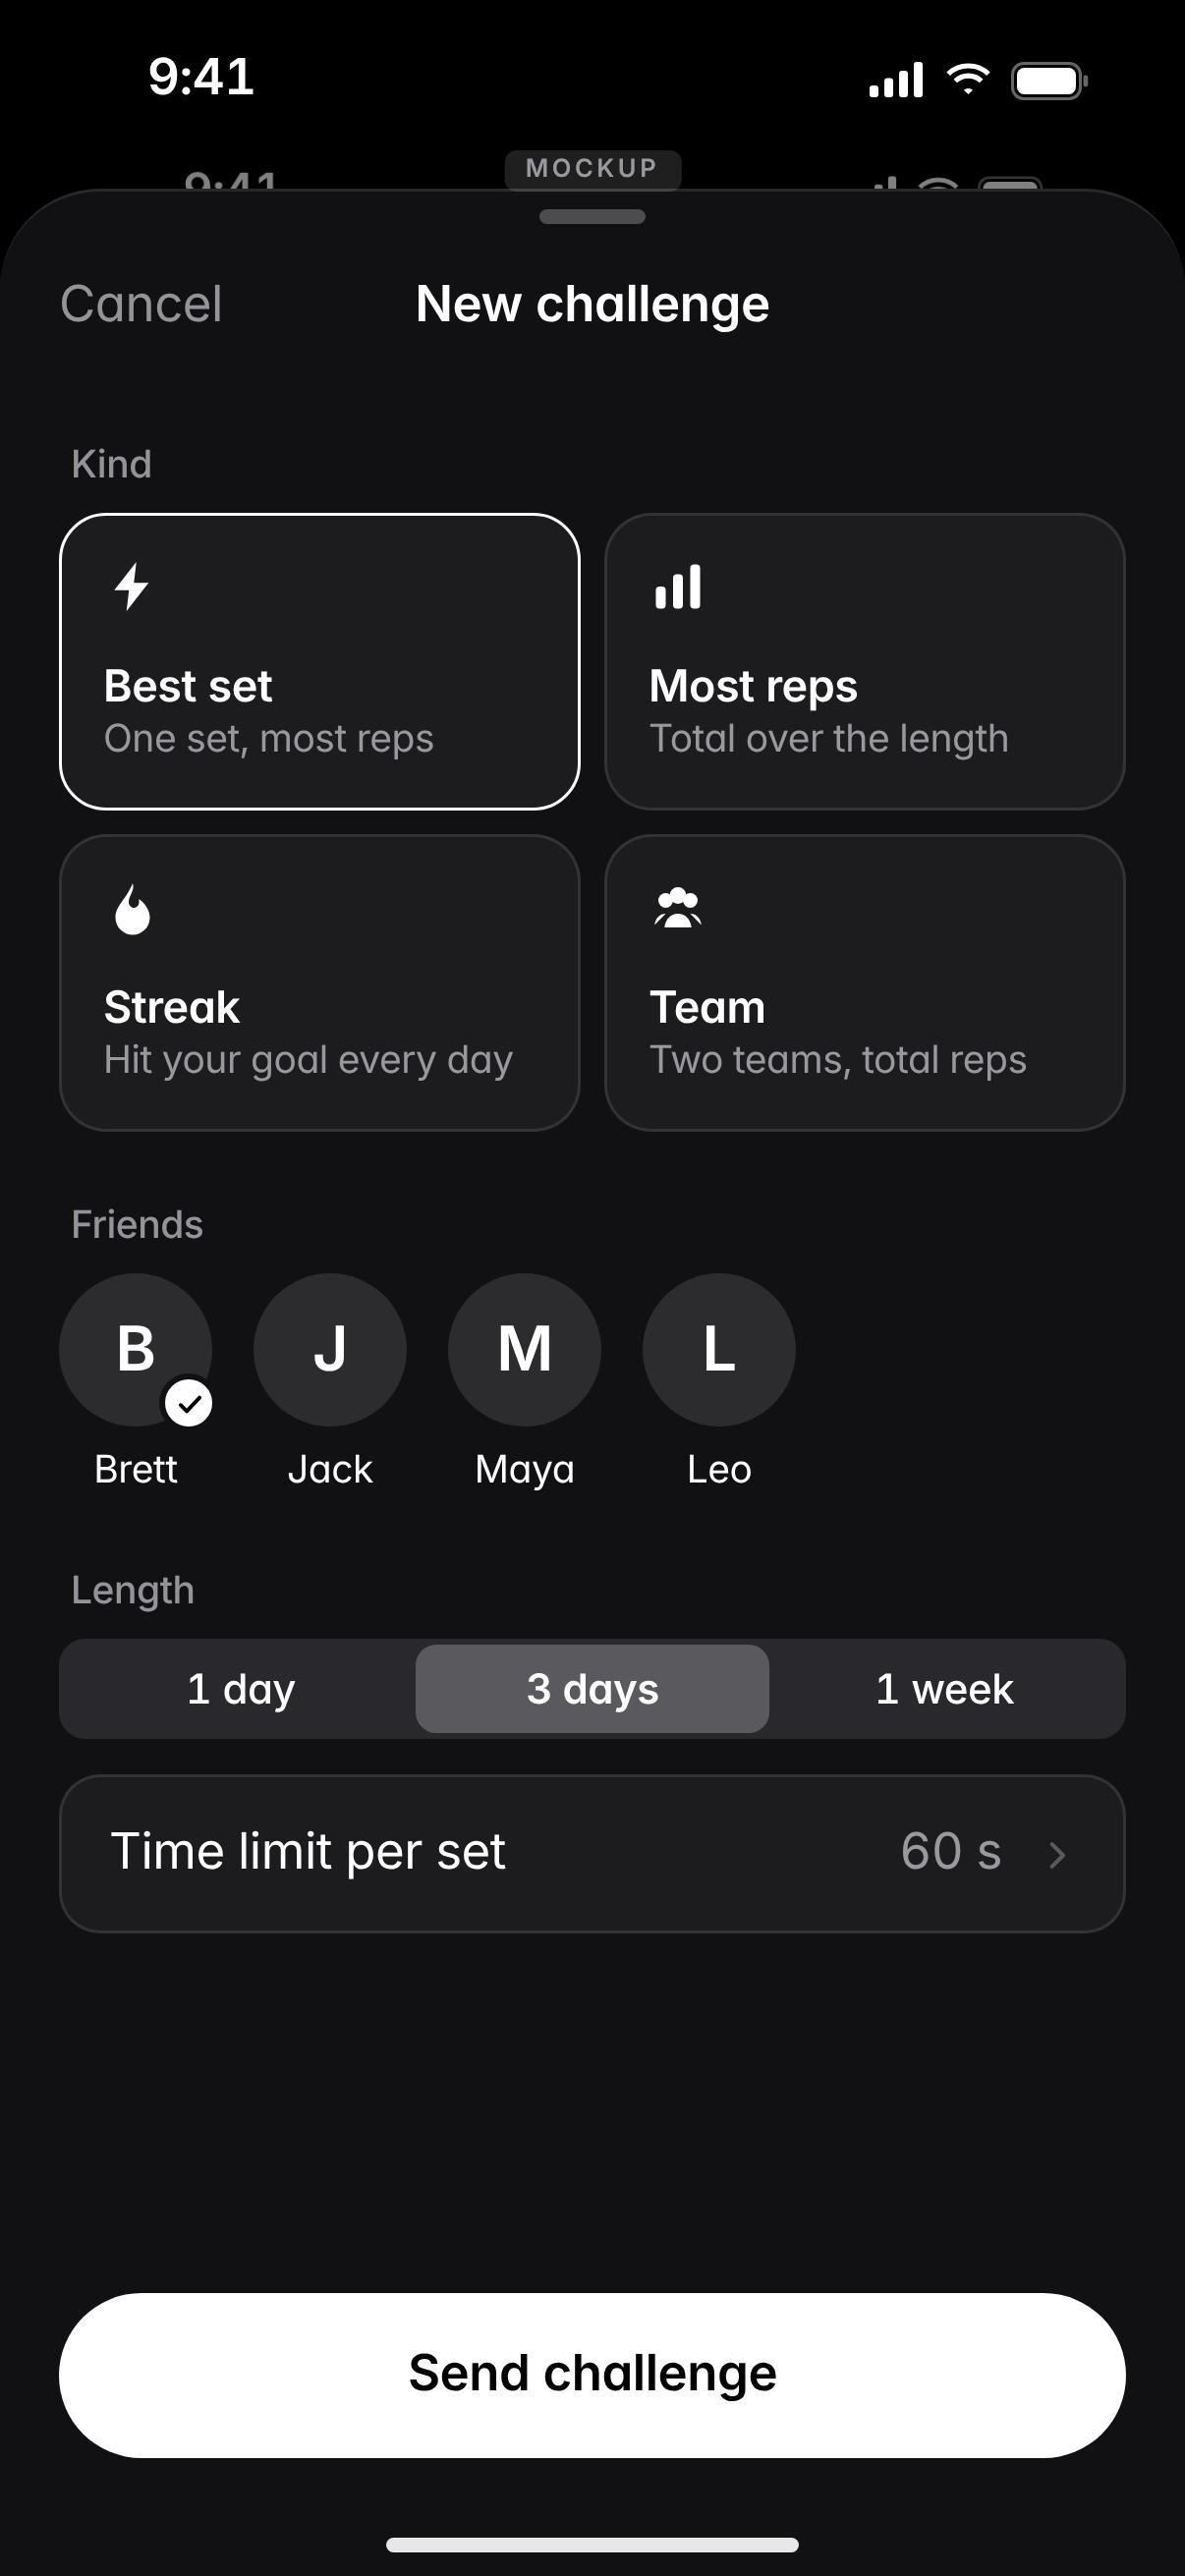 9:41
9:41
MOCKUP
Cancel
New challenge
Kind
Best set
One set, most reps
Most reps
Total over the length
Streak
Hit your goal every day
Team
Two teams, total reps
Friends
B
J
M
L
Brett
Jack
Maya
Leo
Length
1 day
3 days
1 week
Time limit per set
60 s
Send challenge